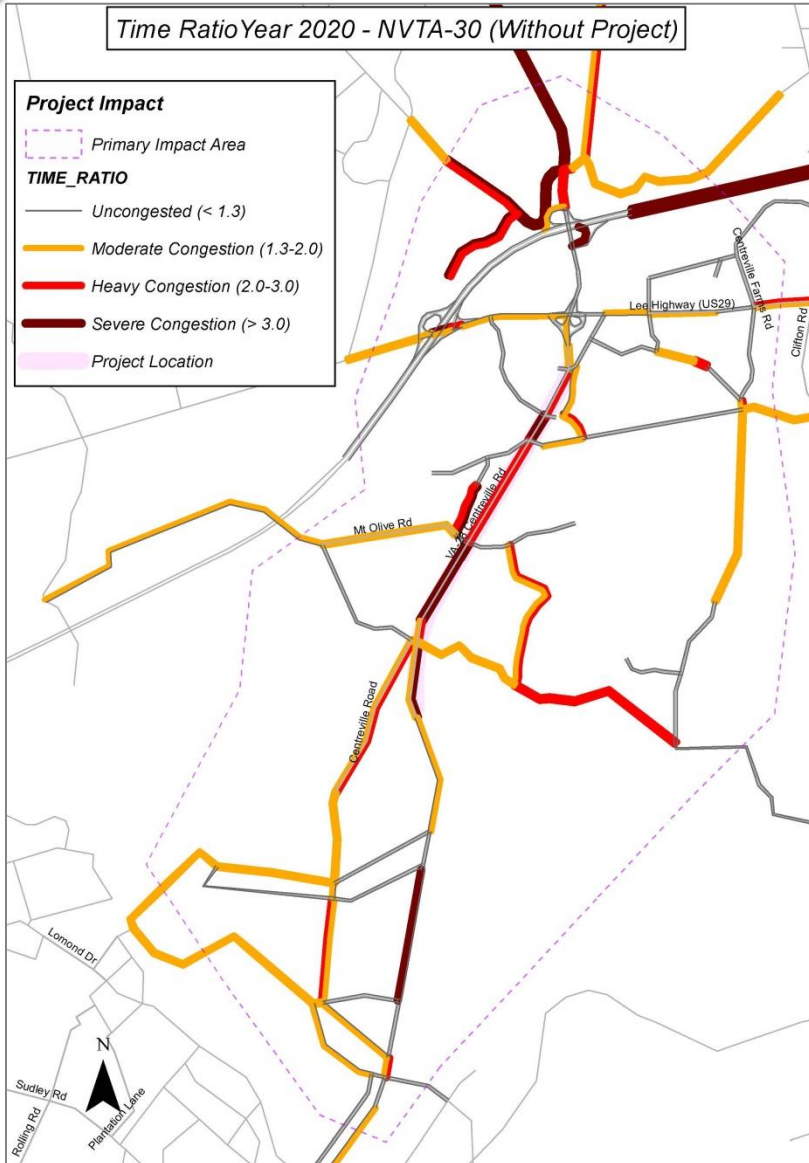 Time RatioYear 2020 - NVTA-30 (Without Project)
Project Impact
Primary Impact Area
TIME_RATIO
Uncongested (< 1.3)
Moderate Congestion (1.3-2.0)
Heavy Congestion (2.0-3.0)
Severe Congestion (> 3.0)
Project Location
Centreville Farms Rd
Lee Highway (US29)
Clifton Rd
VA-28 Centreville Rd
Mt Olive Rd
Centreville Road
Lomond Dr
N
Sudley Rd
Plantation Lane
Rolling Rd